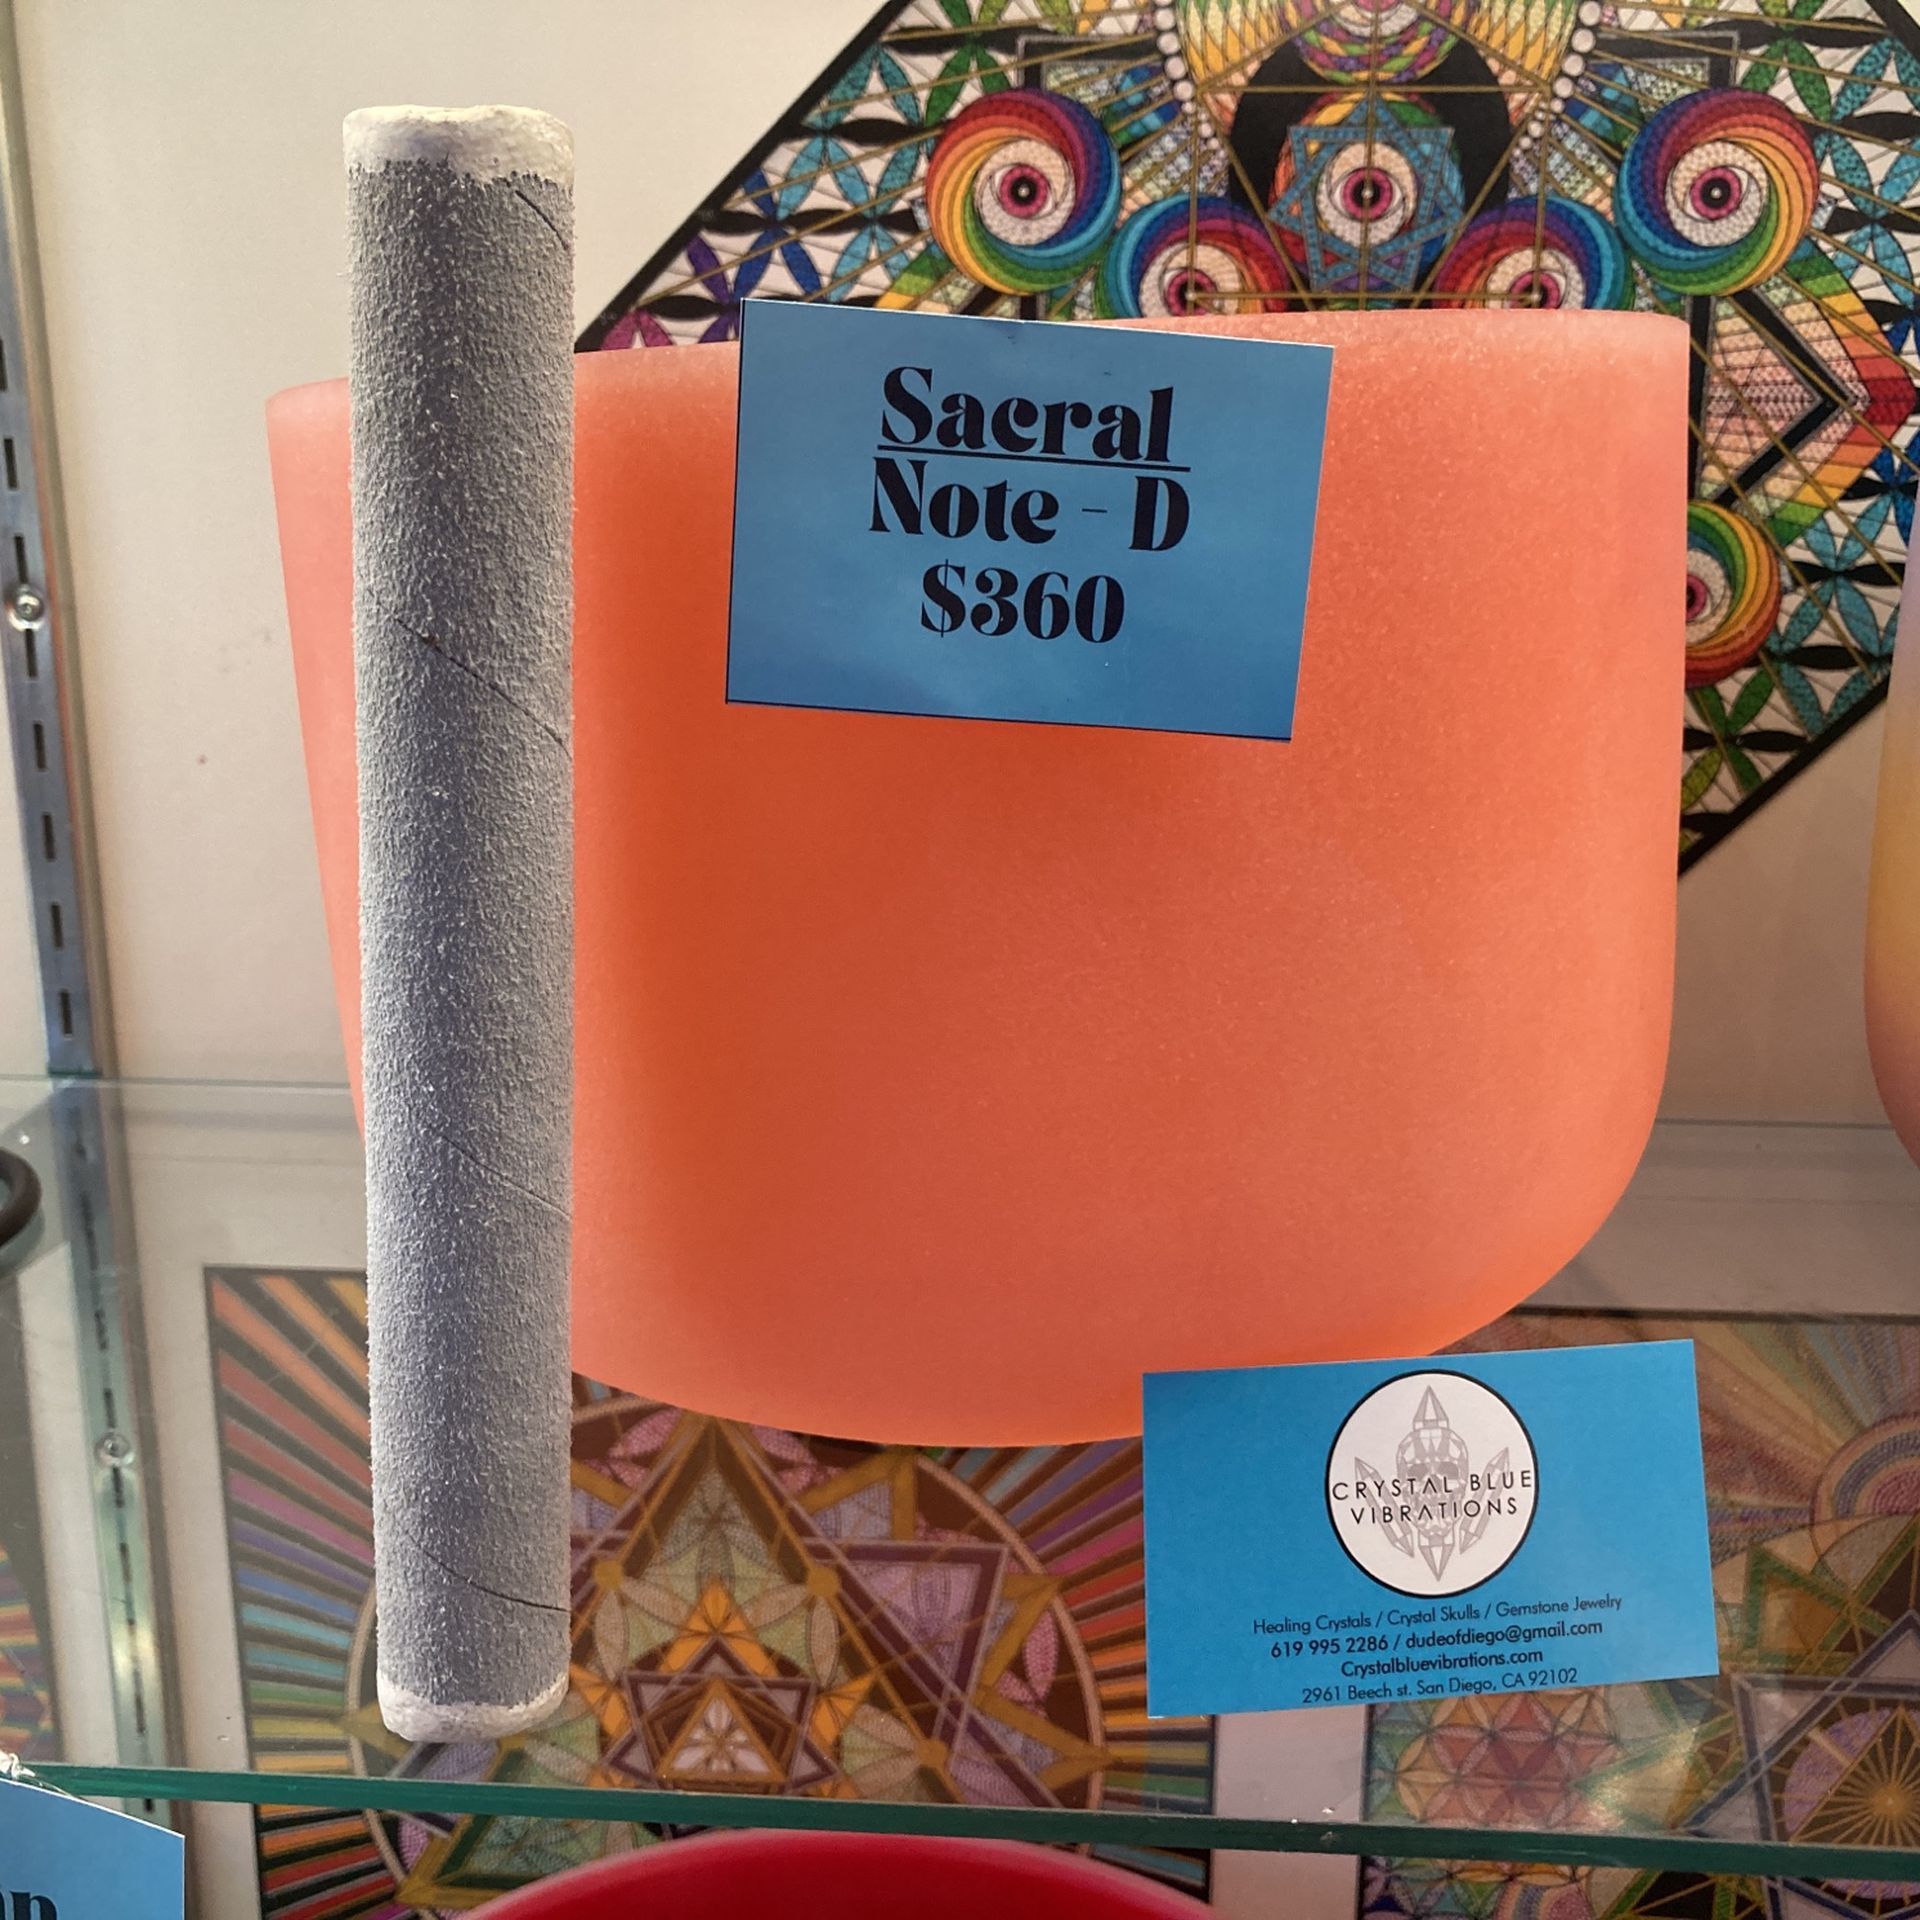 Sacral
Note - D
$360
CRYSTAL BLUE
VIBRATIONS
Healing Crystals / Crystal Skulls / Gemstone Jewelry
619 995 2286 / dudeofdiego@gmail.com
Crystalbluevibrations.com
2961 Beech st. San Diego, CA 92102